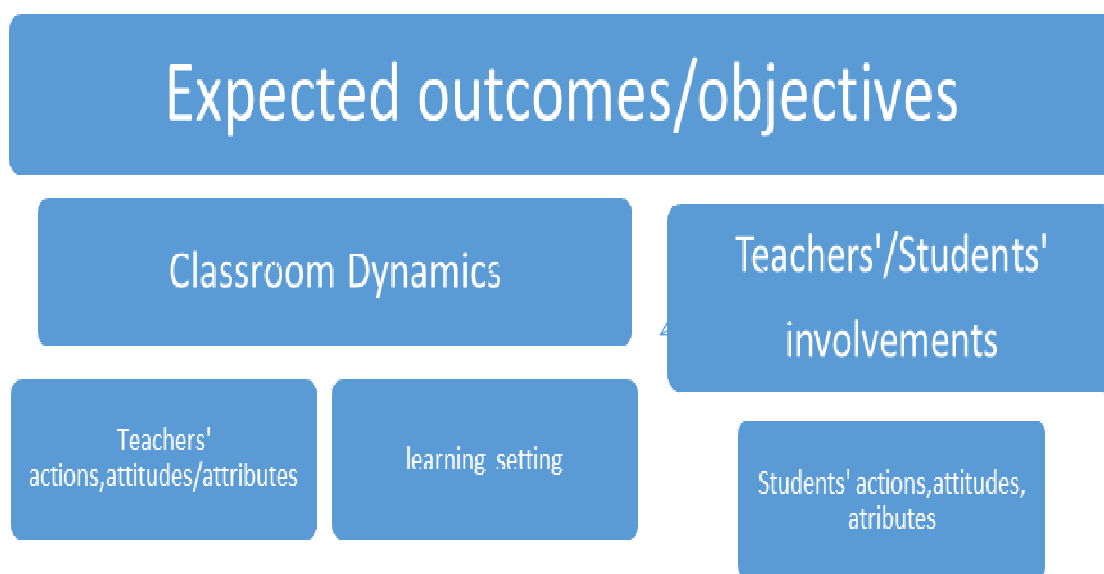 Expected outcomes/objectives
Classroom Dynamics
Teachers'/Students'
involvements
Teachers'
actions,attitudes/attributes
learning setting
Students' actions,attitudes,
atributes